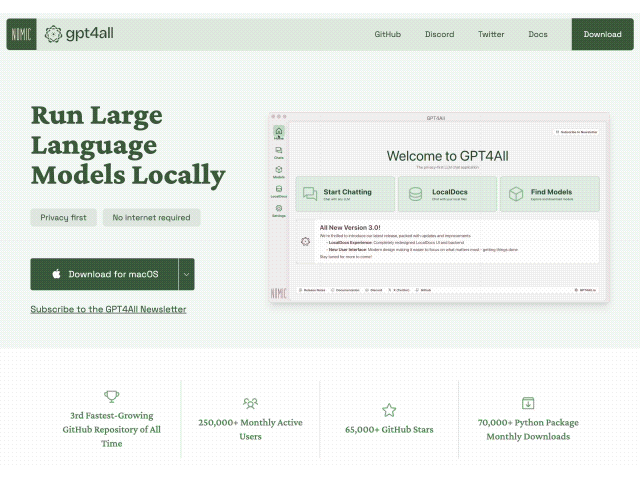 NOMIC
gpt4all
GitHub
Discord
Twitter
Docs
Download
Run Large
Language
Models Locally
Privacy first
No internet required
Download for macOS
Subscribe to the GPT4All Newsletter
GPT4All
Subscribe to Newsletter
Welcome to GPT4All
The privacy-first LLM chat application
Home
Chats
Models
LocalDocs
Settings
Start Chatting
Chat with any LLM
LocalDocs
Chat with your local files
Find Models
Explore and download models
All New Version 3.0!
We're thrilled to introduce our latest release, packed with updates and improvements
• LocalDocs Experience: Completely redesigned LocalDocs UI and backend
• New User Interface: Modern design making it easier to focus on what matters most - getting things done
Stay tuned for more to come!
NOMIC
Release Notes
Documentation
Discord
X (Twitter)
GitHub
GPT4All.io
3rd Fastest-Growing
GitHub Repository of All
Time
250,000+ Monthly Active
Users
65,000+ GitHub Stars
70,000+ Python Package
Monthly Downloads